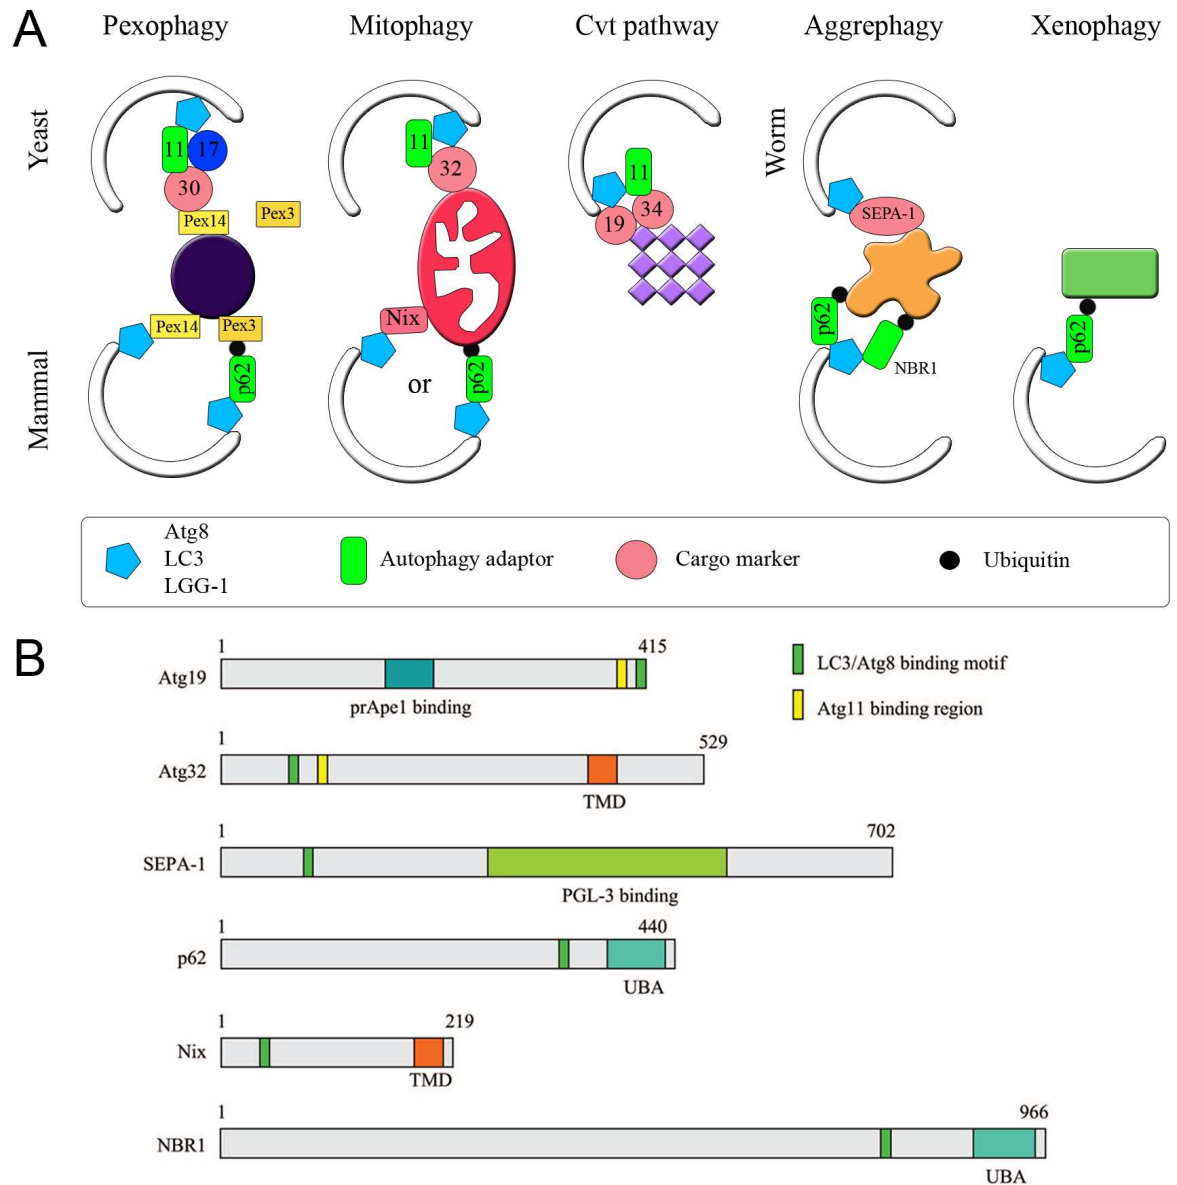 A
Pexophagy Mitophagy Cvt pathway Aggrephagy Xenophagy
Yeast
11 17
30
Pex14 Pex3
11
32
11
19 34
Worm
SEPA-1
Mammal
Pex14 Pex3
p62
Nix
or
p62
p62
NBR1
p62
Atg8
LC3
LGG-1
Autophagy adaptor
Cargo marker
Ubiquitin
B
1 415
Atg19
prApe1 binding
LC3/Atg8 binding motif
Atg11 binding region
1 529
Atg32
TMD
1 702
SEPA-1
PGL-3 binding
1 440
p62
UBA
1 219
Nix
TMD
1 966
NBR1
UBA